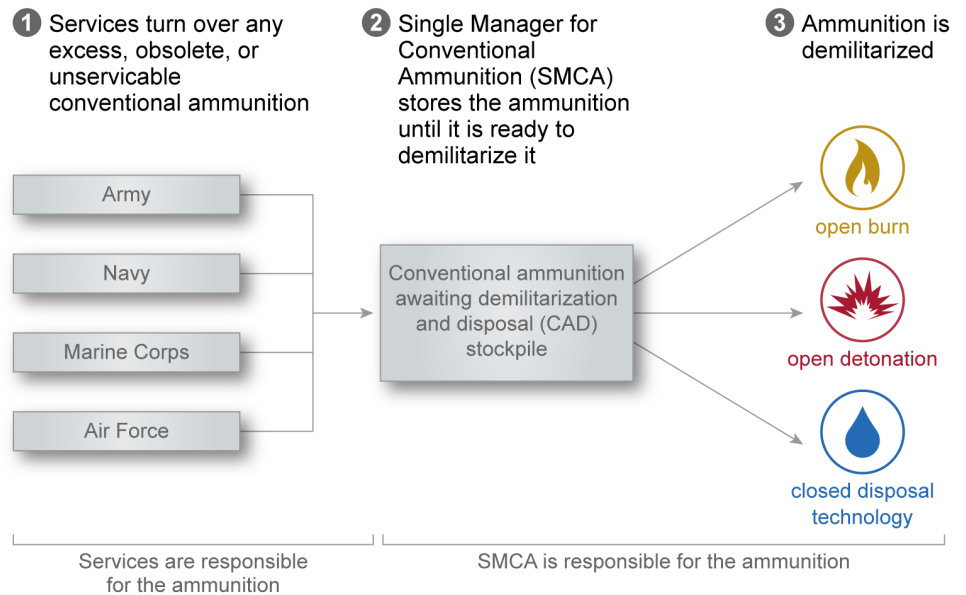 1 Services turn over any
excess, obsolete, or
unservicable
conventional ammunition
2 Single Manager for
Conventional
Ammunition (SMCA)
stores the ammunition
until it is ready to
demilitarize it
3 Ammunition is
demilitarized
Army
Navy
Marine Corps
Air Force
Conventional ammunition
awaiting demilitarization
and disposal (CAD)
stockpile
open burn
open detonation
closed disposal
technology
Services are responsible
for the ammunition
SMCA is responsible for the ammunition